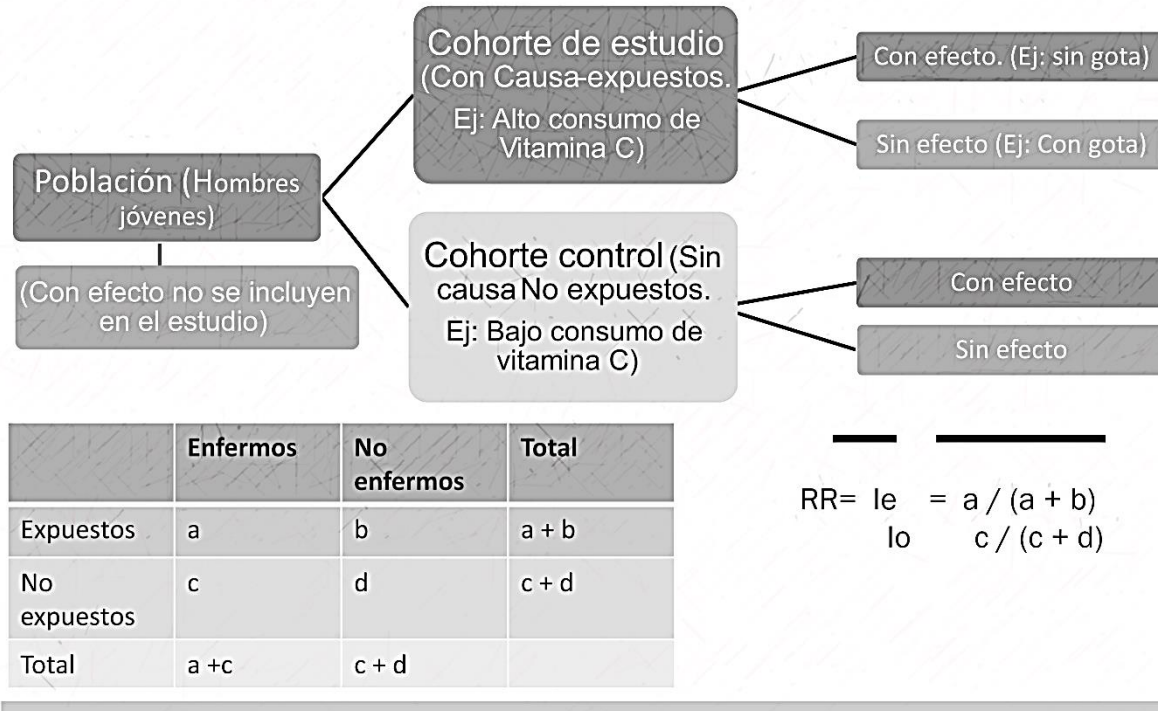 Cohorte de estudio
(Con Causa-expuestos.
Ej: Alto consumo de
Vitamina C)
Con efecto. (Ej: sin gota)
Sin efecto (Ej: Con gota)
Población (Hombres
jóvenes)
(Con efecto no se incluyen
en el estudio)
Cohorte control (Sin
causa No expuestos.
Ej: Bajo consumo de
vitamina C)
Con efecto
Sin efecto
Enfermos No Total
enfermos
Expuestos a b a + b
No c d c + d
expuestos
Total a +c c + d
RR= Ie = a / (a + b)
Io c / (c + d)